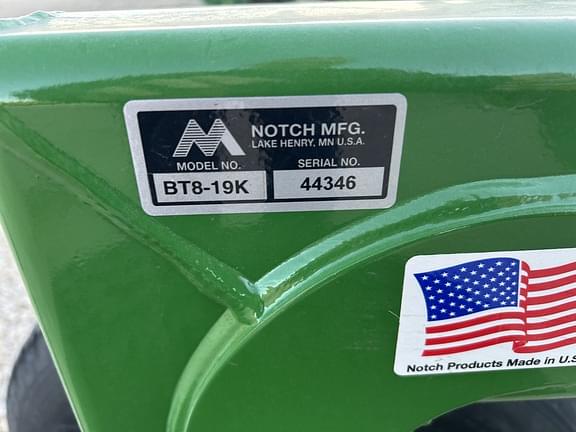 NOTCH MFG.
LAKE HENRY, MN U.S.A.
MODEL NO.
SERIAL NO.
BT8-19K
44346
Notch Products Made in U.S